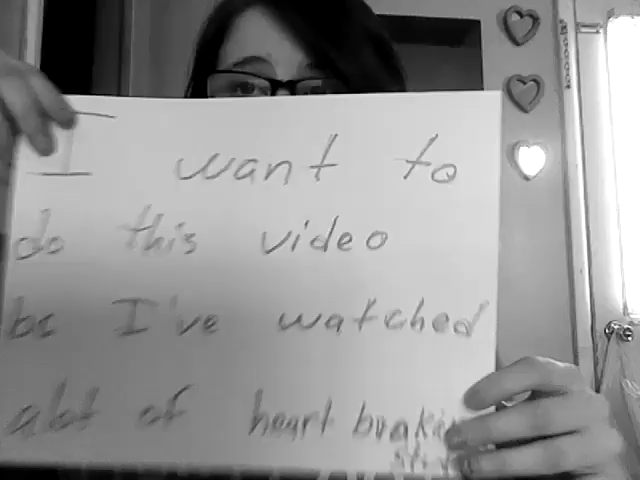 I want to
do this video
bc I've watched
alot of heart